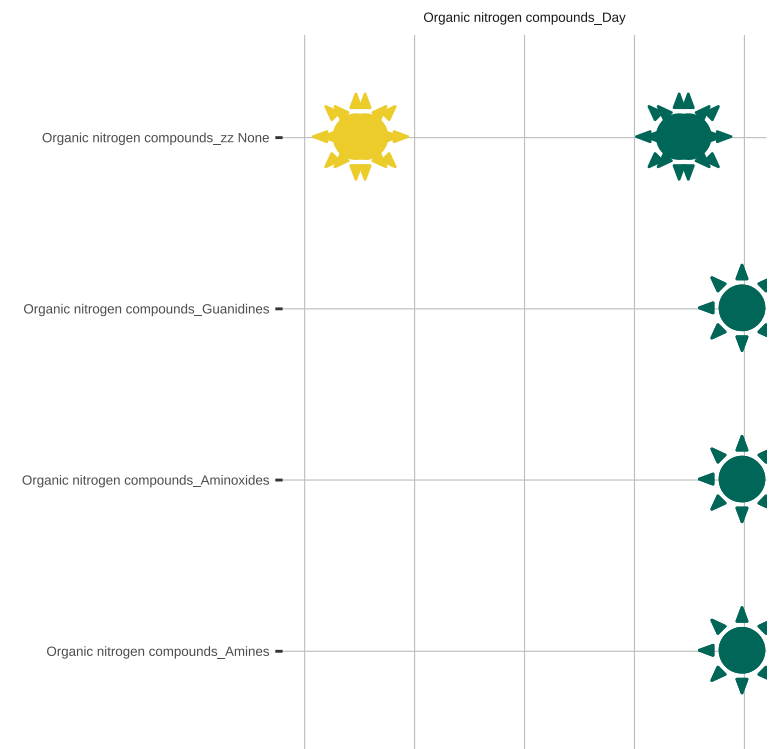 Organic nitrogen compounds_Day
Organic nitrogen compounds_zz None
Organic nitrogen compounds_Guanidines
Organic nitrogen compounds_Aminoxides
Organic nitrogen compounds_Amines